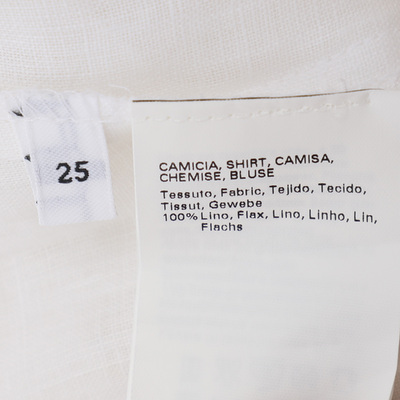 25
CAMICIA, SHIRT, CAMISA,
CHEMISE, BLUSE
Tessuto, Fabric, Tejido, Tecido,
Tissut, Gewebe
100% Lino, Flax, Lino, Linho, Lin,
Flachs